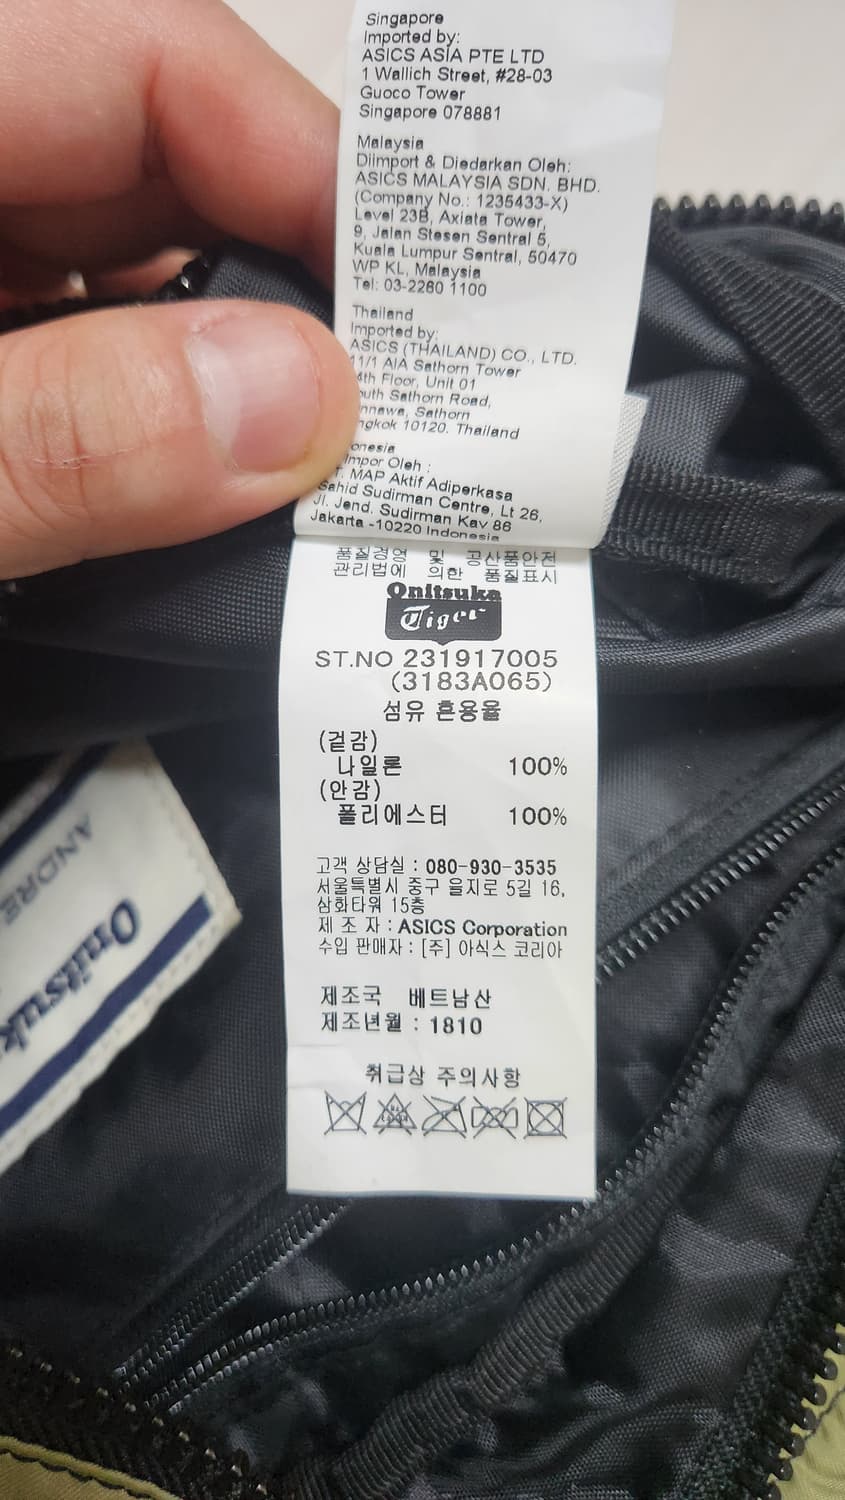 Singapore
Imported by:
ASICS ASIA PTE LTD
1 Wallich Street, #28-03
Guoco Tower
Singapore 078881
Malaysia
Diimport & Diedarkan Oleh:
ASICS MALAYSIA SDN. BHD.
(Company No.: 1235433-X)
Level 23B, Axiata Tower,
9, Jalan Stesen Sentral 5,
Kuala Lumpur Sentral, 50470
WP KL, Malaysia
Tel: 03-2260 1100
Thailand
Imported by:
ASICS (THAILAND) CO., LTD.
11/1 AIA Sathorn Tower
Floor, Unit 01
Sathorn Road,
Sathorn
10120. Thailand
Oleh :
MAP Aktif Adiperkasa
Sahid Sudirman Centre, Lt 26,
Jl. Jend. Sudirman Kav 86
Jakarta -10220 Indonesia
품질경영 및 공산품안전
관리법에 의한 품질표시
Onitsuka
Tiger
ST.NO 231917005
(3183A065)
섬유 혼용율
(겉감)
나일론 100%
(안감)
폴리에스터 100%
고객 상담실 : 080-930-3535
서울특별시 중구 을지로 5길 16,
삼화타워 15층
제 조 자 : ASICS Corporation
수입 판매자 : [주] 아식스 코리아
제조국 베트남산
제조년월 : 1810
취급상 주의사항
ANDRE